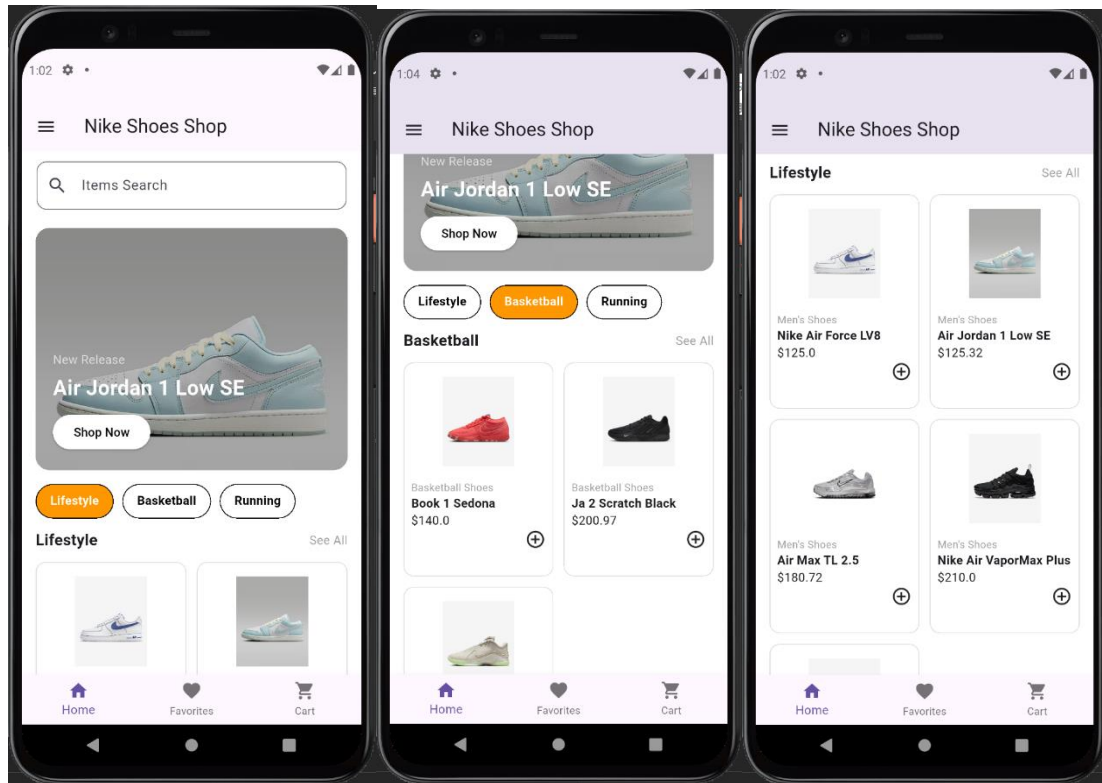 1:02
Nike Shoes Shop
Items Search
New Release
Air Jordan 1 Low SE
Shop Now
Lifestyle
Basketball
Running
Lifestyle
See All
Home
Favorites
Cart
1:04
Nike Shoes Shop
New Release
Air Jordan 1 Low SE
Shop Now
Lifestyle
Basketball
Running
Basketball
See All
Basketball Shoes
Book 1 Sedona
$140.0
Basketball Shoes
Ja 2 Scratch Black
$200.97
Home
Favorites
Cart
1:02
Nike Shoes Shop
Lifestyle
See All
Men's Shoes
Nike Air Force LV8
$125.0
Men's Shoes
Air Jordan 1 Low SE
$125.32
Men's Shoes
Air Max TL 2.5
$180.72
Men's Shoes
Nike Air VaporMax Plus
$210.0
Home
Favorites
Cart